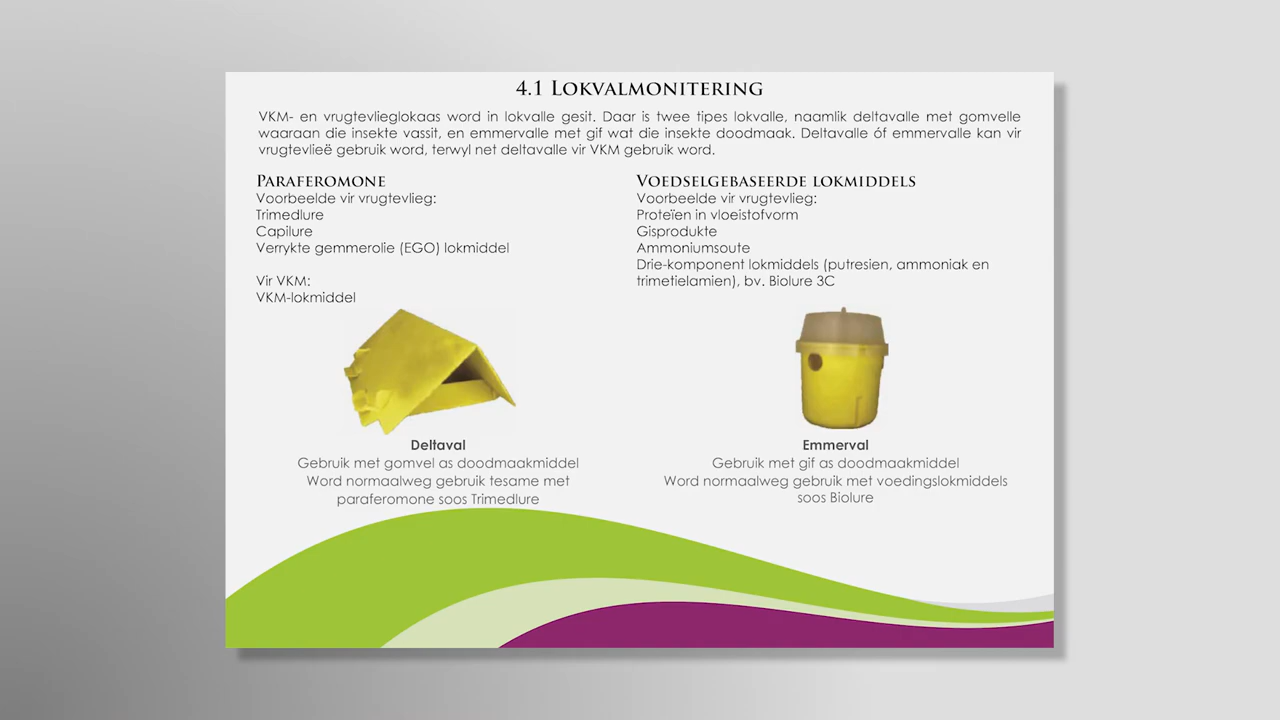 4.1 Lokvalmonitering
VKM- en vrugtevlieglokaas word in lokvalle gesit. Daar is twee tipes lokvalle, naamlik deltavalle met gomvelle
waaraan die insekte vassit, en emmervalle met gif wat die insekte doodmaak. Deltavalle óf emmervalle kan vir
vrugtevlieë gebruik word, terwyl net deltavalle vir VKM gebruik word.
Paraferomone
Voorbeelde vir vrugtevlieg:
Trimedlure
Capilure
Verrykte gemmerolie (EGO) lokmiddel
Vir VKM:
VKM-lokmiddel
Voedselgebaseerde lokmiddels
Voorbeelde vir vrugtevlieg:
Proteïen in vloeistofvorm
Gisprodukte
Ammoniumsoute
Drie-komponent lokmiddels (putresien, ammoniak en
trimetielamien), bv. Biolure 3C
Deltaval
Gebruik met gomvel as doodmaakmiddel
Word normaalweg gebruik tesame met
paraferomone soos Trimedlure
Emmerval
Gebruik met gif as doodmaakmiddel
Word normaalweg gebruik met voedingslokmiddels
soos Biolure